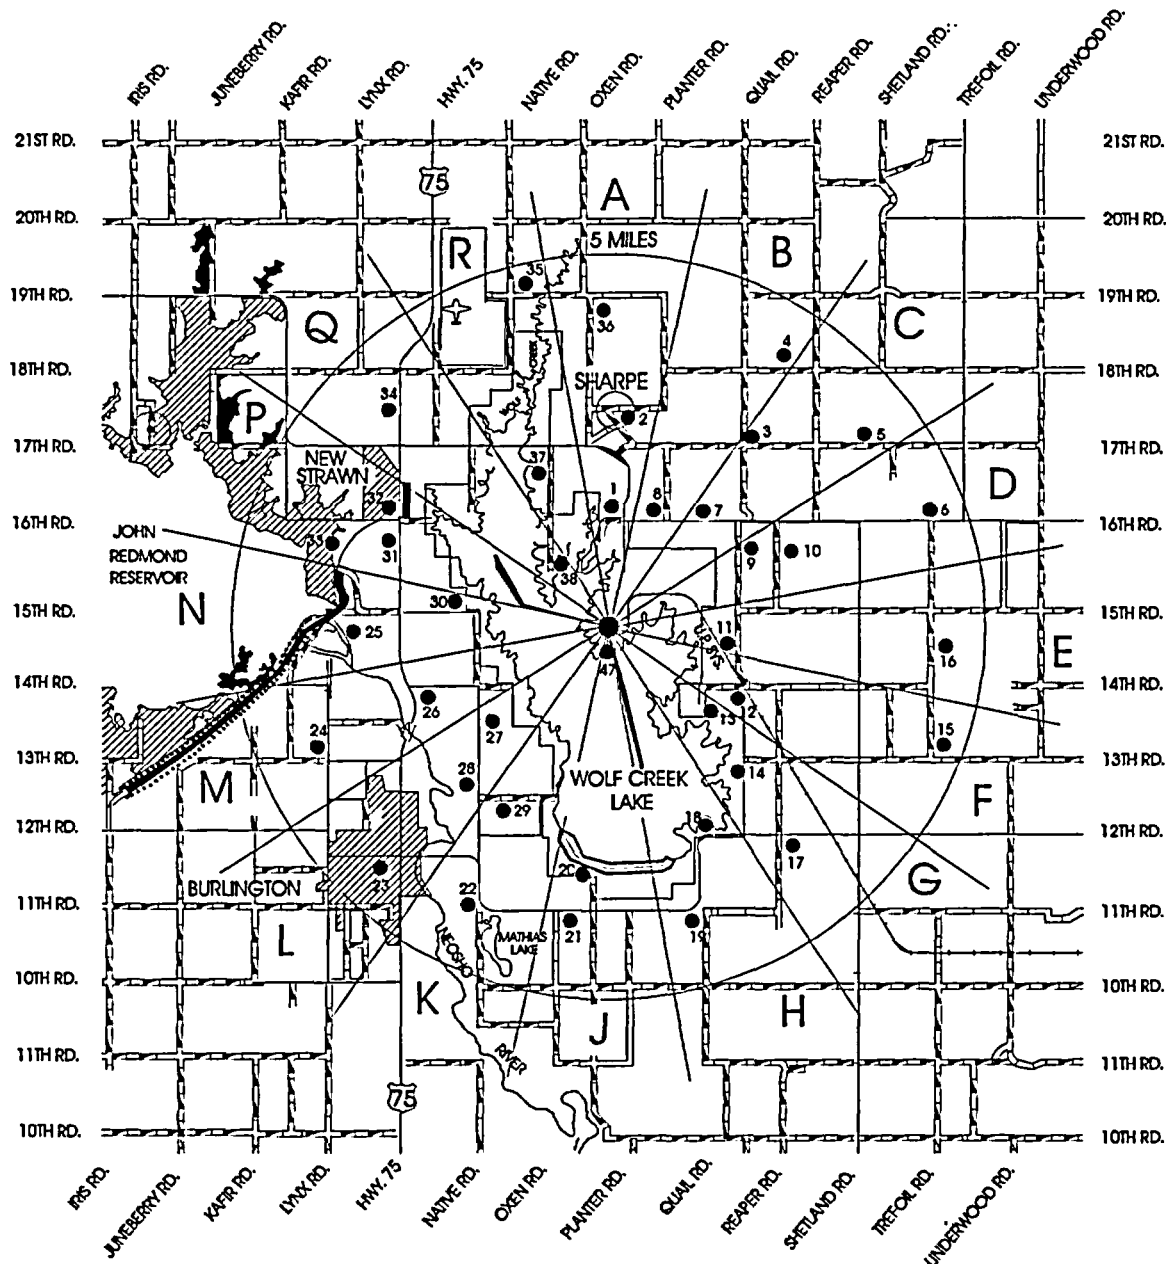 IRIS RD.
JUNEBERRY RD.
KAFIR RD.
LYNX RD.
HWY. 75
NATIVE RD.
OXEN RD.
PLANTER RD.
QUAIL RD.
REAPER RD.
SHETLAND RD.
TREFOIL RD.
UNDERWOOD RD.
21ST RD.
21ST RD.
75
A
20TH RD.
20TH RD.
R
5 MILES
B
35
19TH RD.
19TH RD.
36
Q
C
4
18TH RD.
18TH RD.
CREEK
SHARPE
34
P
2
3
5
17TH RD.
17TH RD.
NEW
STRAWN
37
D
1
8
7
6
16TH RD.
16TH RD.
JOHN
REDMOND
RESERVOIR
33
31
9
10
38
N
30
15TH RD.
15TH RD.
25
11
47
16
E
14TH RD.
14TH RD.
26
13
12
27
24
15
13TH RD.
13TH RD.
M
28
WOLF CREEK
LAKE
14
F
29
18
12TH RD.
12TH RD.
17
23
20
BURLINGTON
22
G
11TH RD.
11TH RD.
21
19
L
NEOSHO
MATHIAS
LAKE
10TH RD.
10TH RD.
K
J
H
RIVER
11TH RD.
11TH RD.
75
10TH RD.
10TH RD.
IRIS RD.
JUNEBERRY RD.
KAFIR RD.
LYNX RD.
HWY. 75
NATIVE RD.
OXEN RD.
PLANTER RD.
QUAIL RD.
REAPER RD.
SHETLAND RD.
TREFOIL RD.
UNDERWOOD RD.